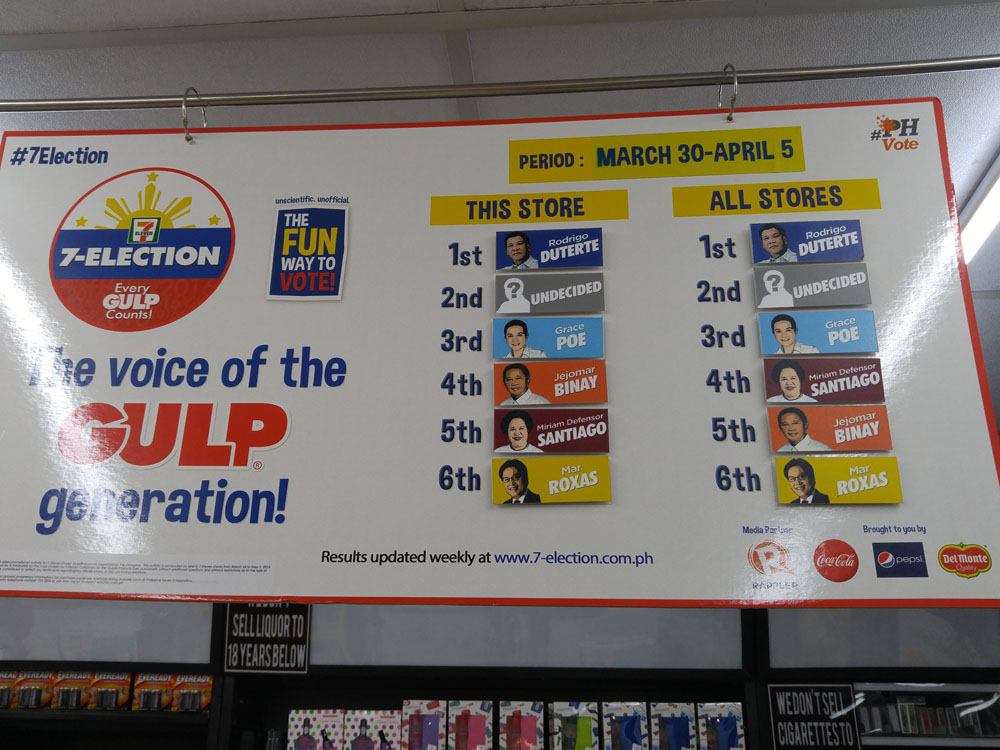 #7Election
7
ELEVEN
7-ELECTION
Every
GULP
Counts!
unscientific. unofficial.
THE
FUN
WAY TO
VOTE!
The voice of the
GULP®
generation!
PERIOD : MARCH 30-APRIL 5
#PH
Vote
THIS STORE
1st Rodrigo DUTERTE
2nd ? UNDECIDED
3rd Grace POE
4th Jejomar BINAY
5th Miriam Defensor SANTIAGO
6th Mar ROXAS
ALL STORES
1st Rodrigo DUTERTE
2nd ? UNDECIDED
3rd Grace POE
4th Miriam Defensor SANTIAGO
5th Jejomar BINAY
6th Mar ROXAS
Results updated weekly at www.7-election.com.ph
Media Partner
R
RAPPLER
Brought to you by
Coca-Cola
pepsi
Del Monte
Quality
WE DON'T
SELL LIQUOR TO
18 YEARS BELOW
EVEREADY EVEREADY EVEREADY EVEREADY
WE DON'T SELL
CIGARETTES TO